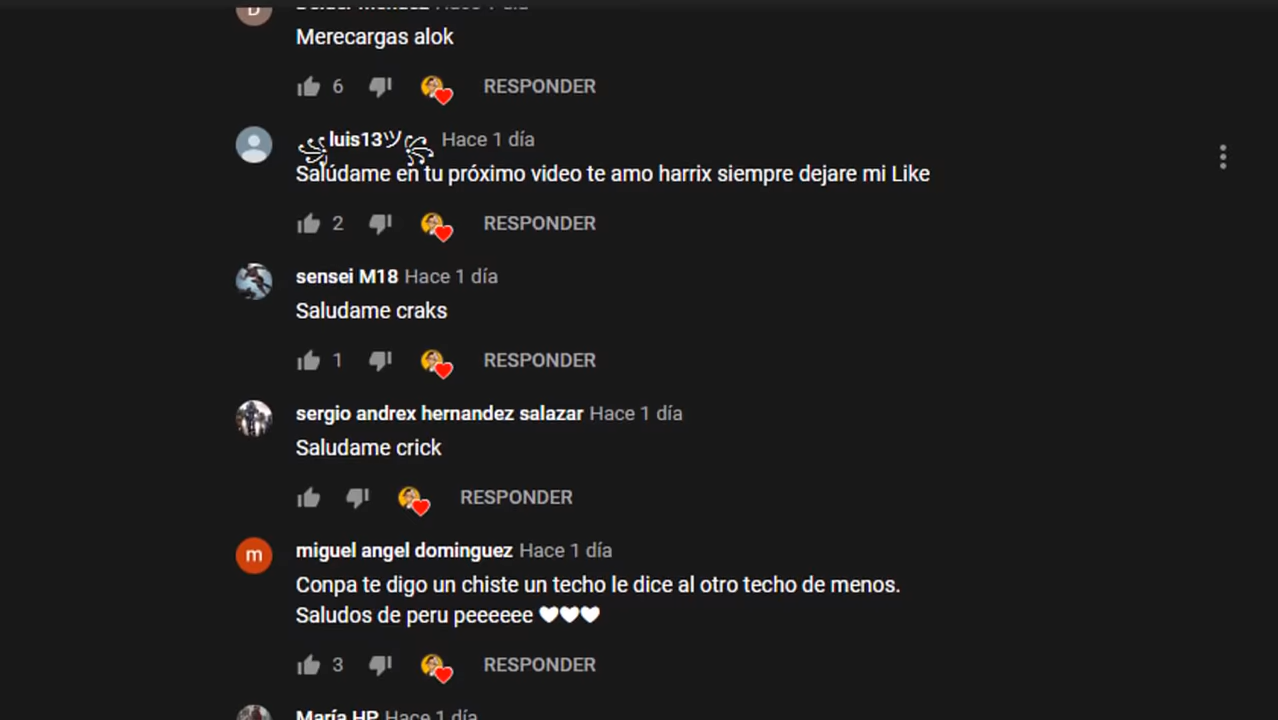 Merecargas alok
6 RESPONDER
luis13ツ Hace 1 día
Salúdame en tu próximo video te amo harrix siempre dejare mi Like
2 RESPONDER
sensei M18 Hace 1 día
Saludame craks
1 RESPONDER
sergio andrex hernandez salazar Hace 1 día
Saludame crick
RESPONDER
m
miguel angel dominguez Hace 1 día
Conpa te digo un chiste un techo le dice al otro techo de menos.
Saludos de peru peeeeee 🤍🤍🤍
3 RESPONDER
María HP Hace 1 día